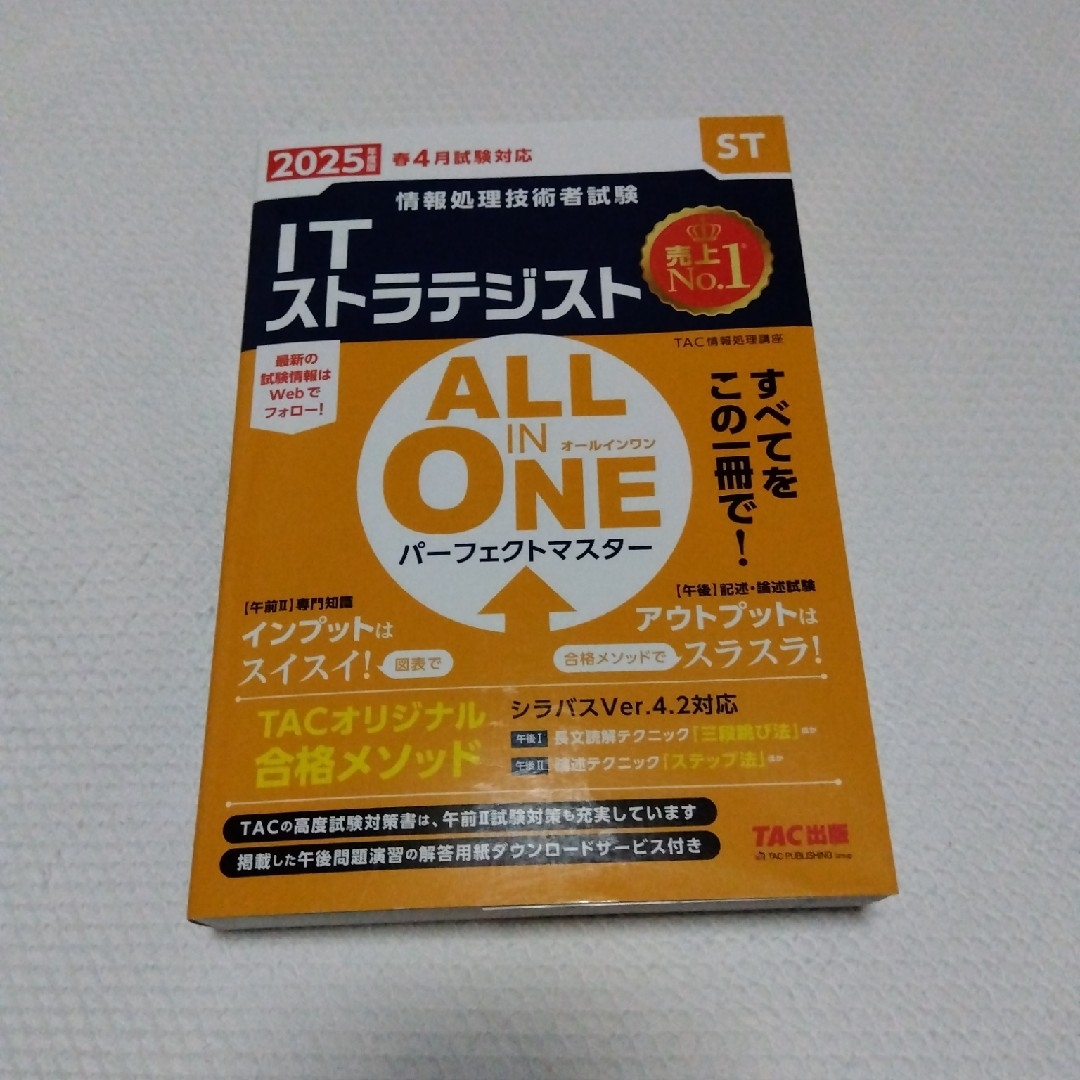 2025年度版 春4月試験対応
ST
情報処理技術者試験
IT
ストラテジスト
売上
No.1
TAC情報処理講座
最新の
試験情報は
Webで
フォロー!
ALL
IN
オールインワン
ONE
パーフェクトマスター
すべてを
この一冊で!
【午前Ⅱ】専門知識
インプットは
スイスイ!
図表で
【午後】記述・論述試験
アウトプットは
合格メソッドで
スラスラ!
TACオリジナル
合格メソッド
シラバスVer.4.2対応
午後Ⅰ 長文読解テクニック「三段跳び法」ほか
午後Ⅱ 論述テクニック「ステップ法」ほか
TACの高度試験対策書は、午前Ⅱ試験対策も充実しています
掲載した午後問題演習の解答用紙ダウンロードサービス付き
TAC出版
TAC PUBLISHING Group